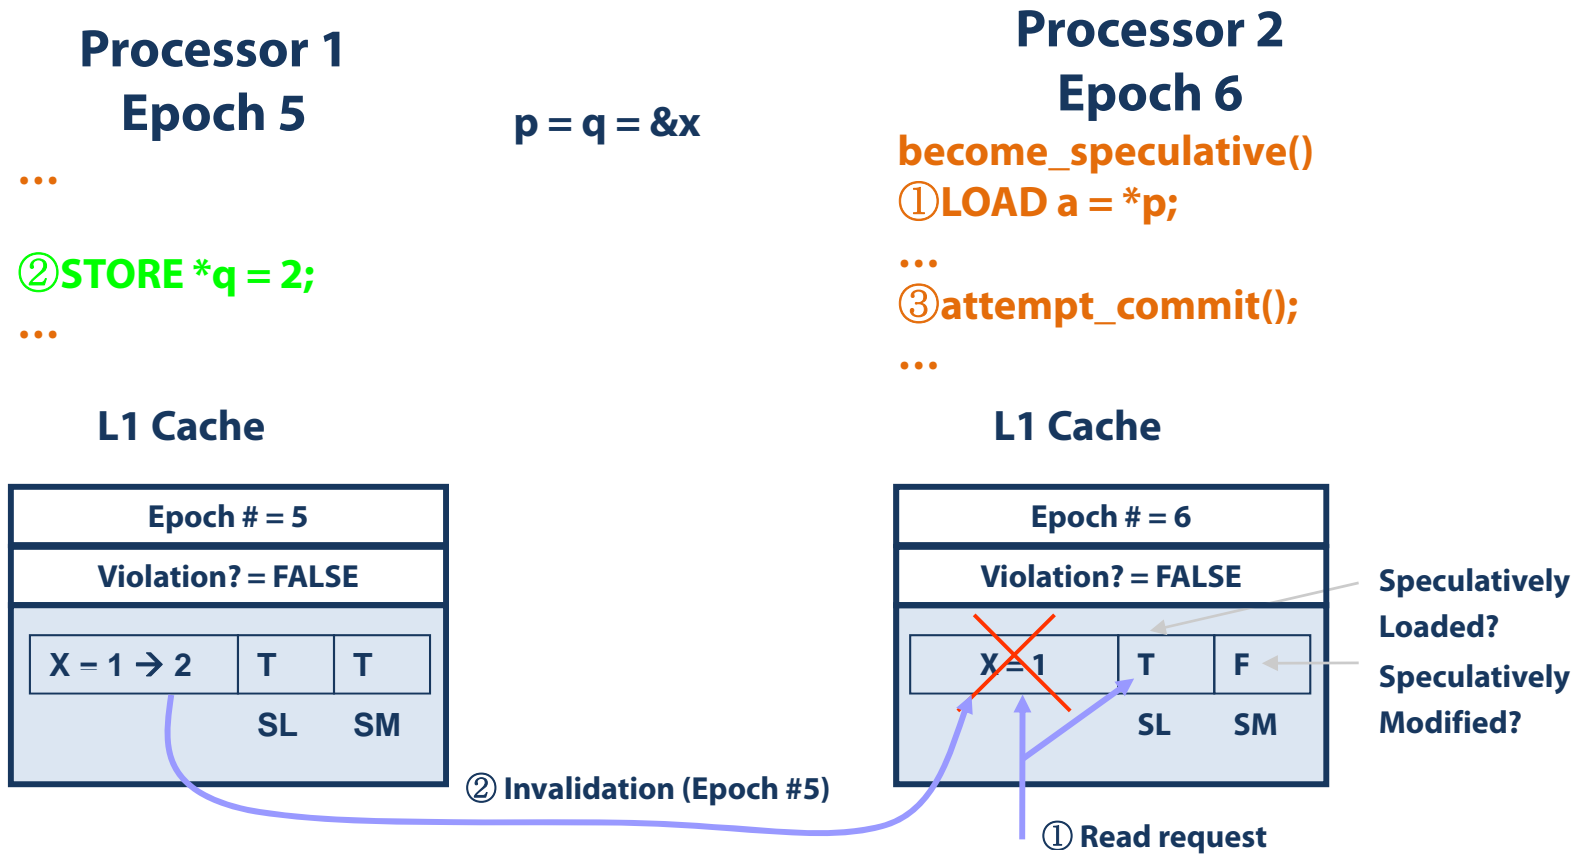 Processor 1
Epoch 5
...
②STORE *q = 2;
...
p = q = &x
Processor 2
Epoch 6
become_speculative()
①LOAD a = *p;
...
③attempt_commit();
...
L1 Cache
Epoch # = 5
Violation? = FALSE
X = 1 → 2 T T
SL SM
L1 Cache
Epoch # = 6
Violation? = FALSE
X = 1 T F
SL SM
Speculatively
Loaded?
Speculatively
Modified?
② Invalidation (Epoch #5)
① Read request